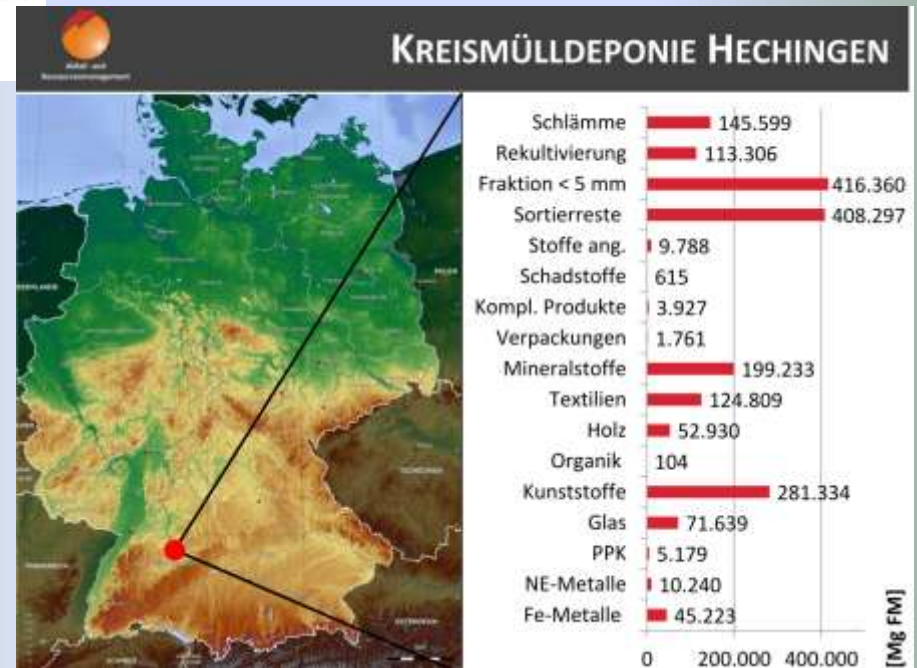 Abfall- und
Ressourcenmanagement
KREISMÜLLDEPONIE HECHINGEN
Schlämme 145.599
Rekultivierung 113.306
Fraktion < 5 mm 416.360
Sortierreste 408.297
Stoffe ang. 9.788
Schadstoffe 615
Kompl. Produkte 3.927
Verpackungen 1.761
Mineralstoffe 199.233
Textilien 124.809
Holz 52.930
Organik 104
Kunststoffe 281.334
Glas 71.639
PPK 5.179
NE-Metalle 10.240
Fe-Metalle 45.223
0 200.000 400.000
[Mg FM]